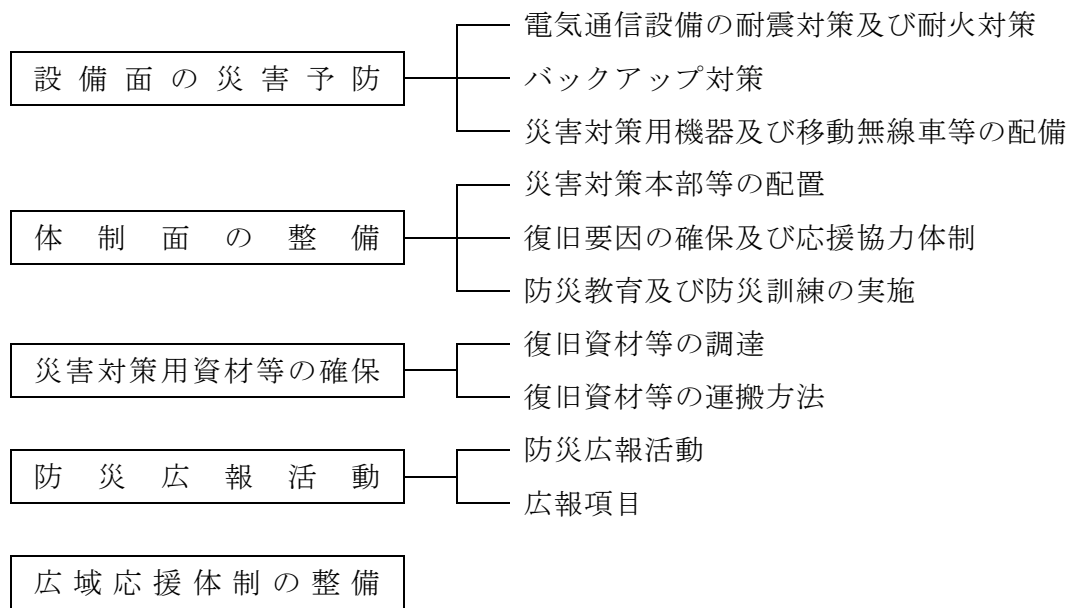 設備面の災害予防
電気通信設備の耐震対策及び耐火対策
バックアップ対策
災害対策用機器及び移動無線車等の配備
体制面の整備
災害対策本部等の配置
復旧要因の確保及び応援協力体制
防災教育及び防災訓練の実施
災害対策用資材等の確保
復旧資材等の調達
復旧資材等の運搬方法
防災広報活動
防災広報活動
広報項目
広域応援体制の整備